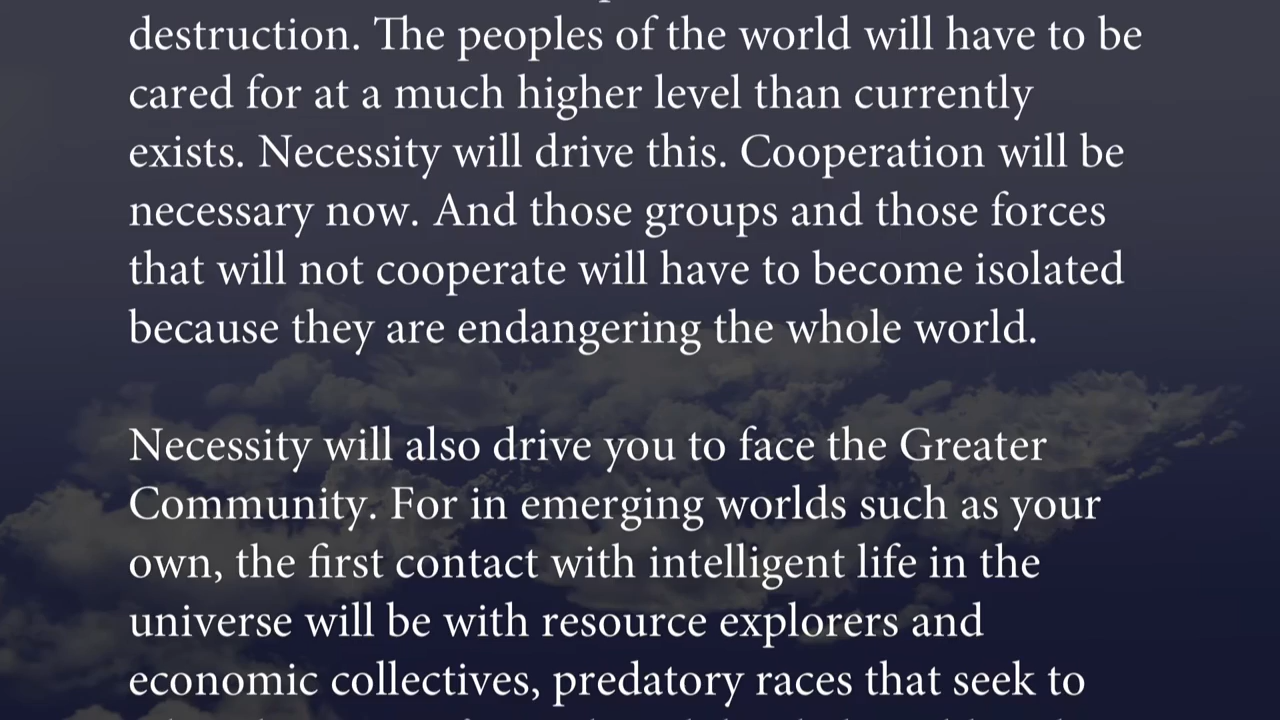 destruction. The peoples of the world will have to be
cared for at a much higher level than currently
exists. Necessity will drive this. Cooperation will be
necessary now. And those groups and those forces
that will not cooperate will have to become isolated
because they are endangering the whole world.
Necessity will also drive you to face the Greater
Community. For in emerging worlds such as your
own, the first contact with intelligent life in the
universe will be with resource explorers and
economic collectives, predatory races that seek to